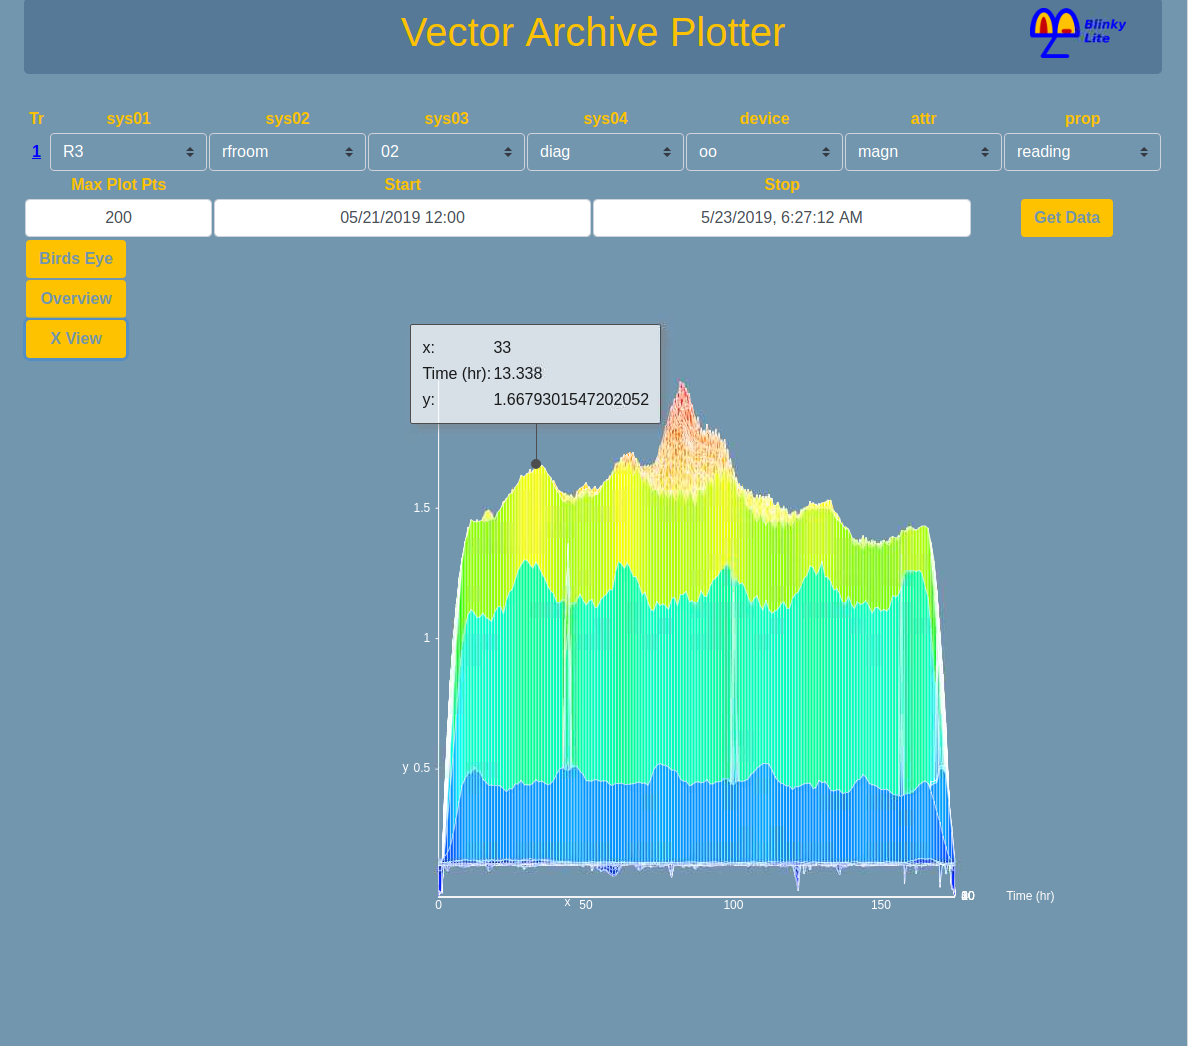 Vector Archive Plotter
Blinky
Lite
Tr sys01 sys02 sys03 sys04 device attr prop
1 R3 rfroom 02 diag oo magn reading
Max Plot Pts Start Stop
200 05/21/2019 12:00 5/23/2019, 6:27:12 AM Get Data
Birds Eye
Overview
X View
x: 33
Time (hr): 13.338
y: 1.6679301547202052
1.5
1
y 0.5
0 x 50 100 150 Time (hr)